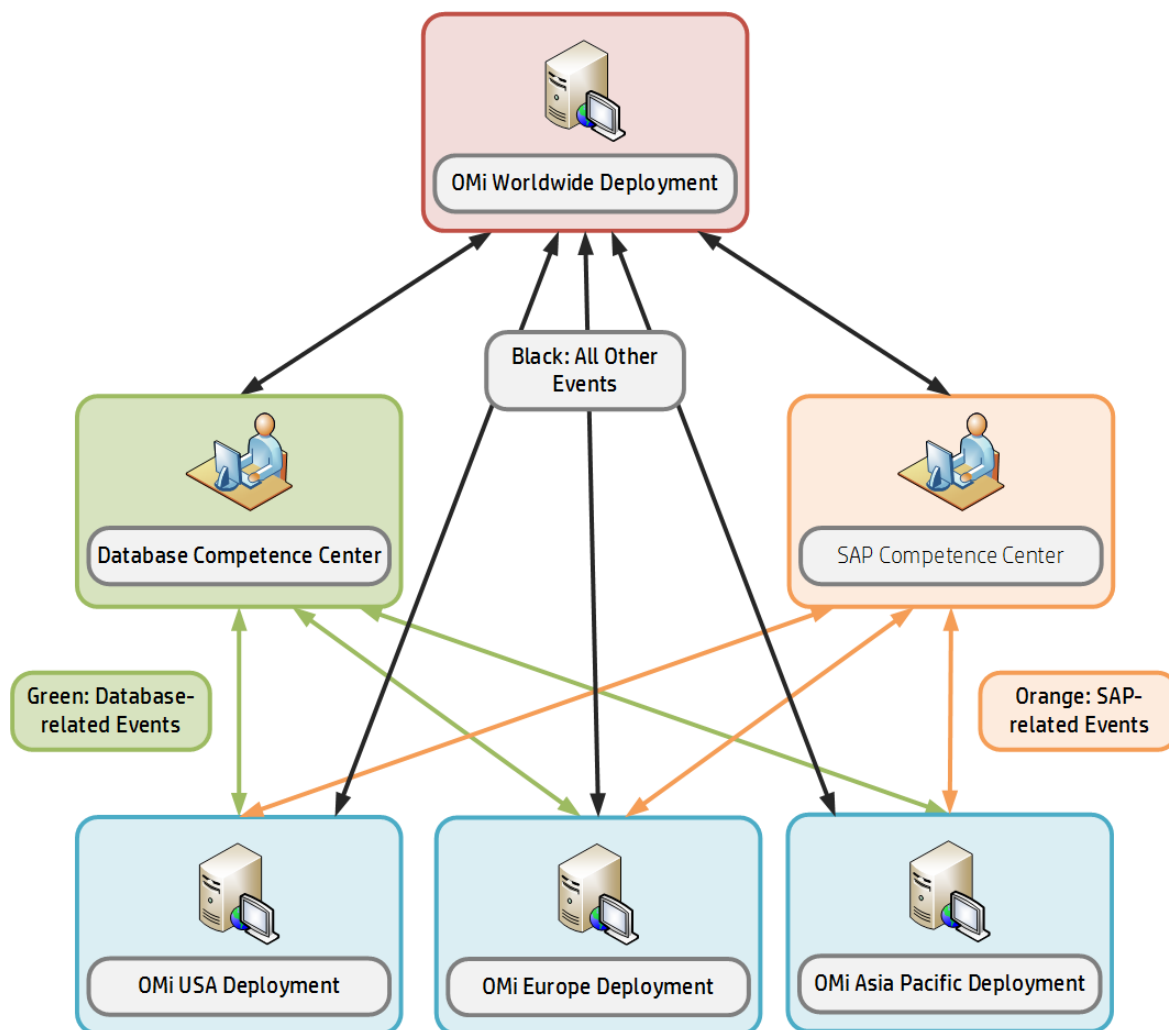 OMi Worldwide Deployment
Black: All Other
Events
Database Competence Center
SAP Competence Center
Green: Database-
related Events
Orange: SAP-
related Events
OMi USA Deployment
OMi Europe Deployment
OMi Asia Pacific Deployment